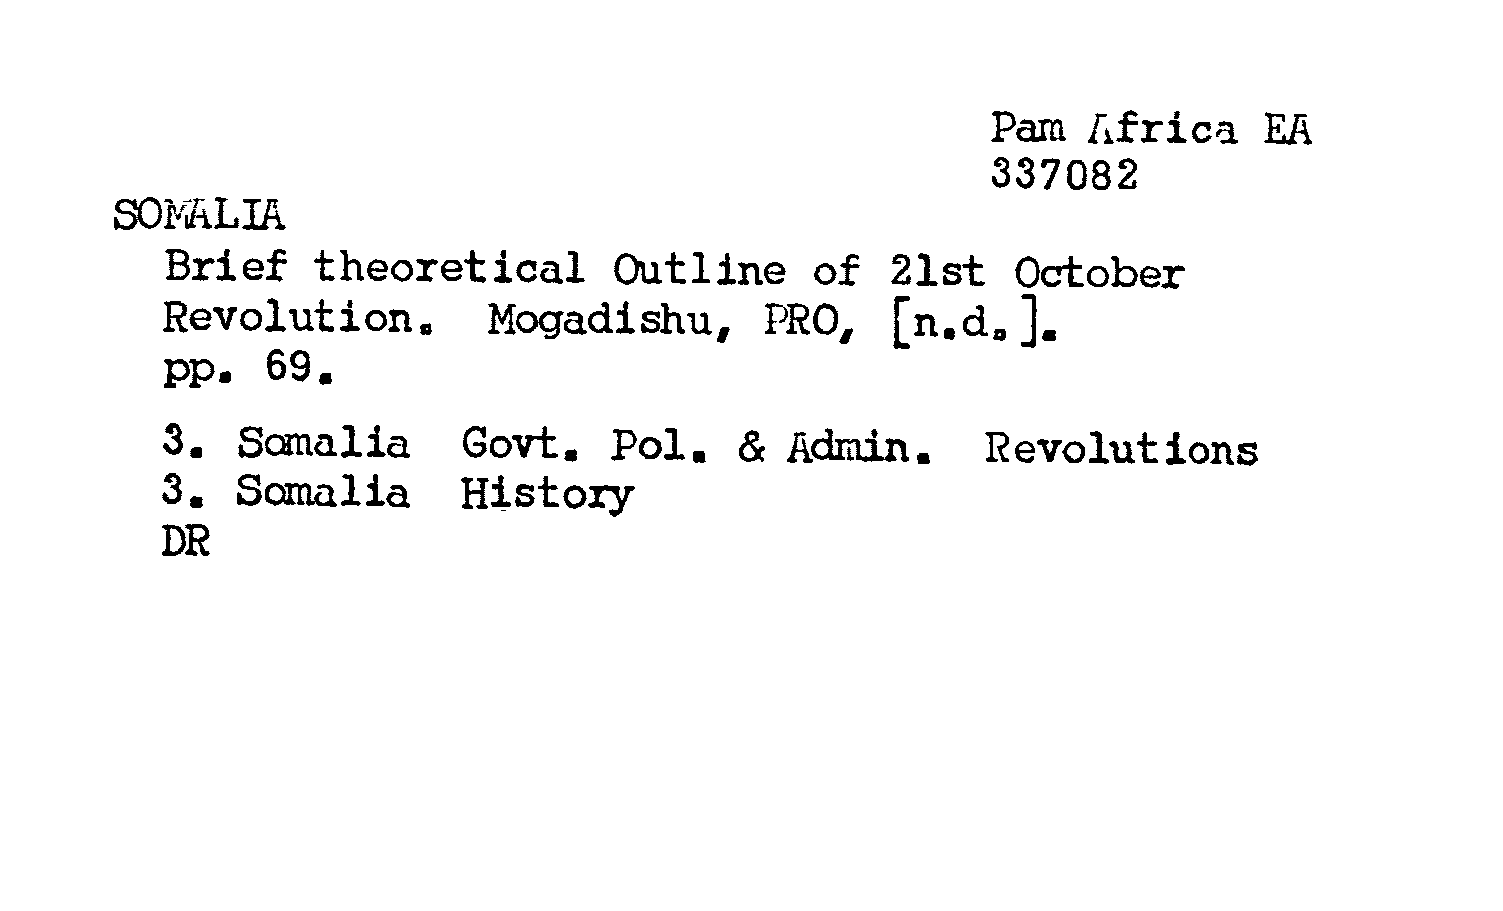 Pam Africa EA
337082
SOMALIA
Brief theoretical Outline of 21st October
Revolution. Mogadishu, PRO, [n.d.].
pp. 69.
3. Somalia Govt. Pol. & Admin. Revolutions
3. Somalia History
DR